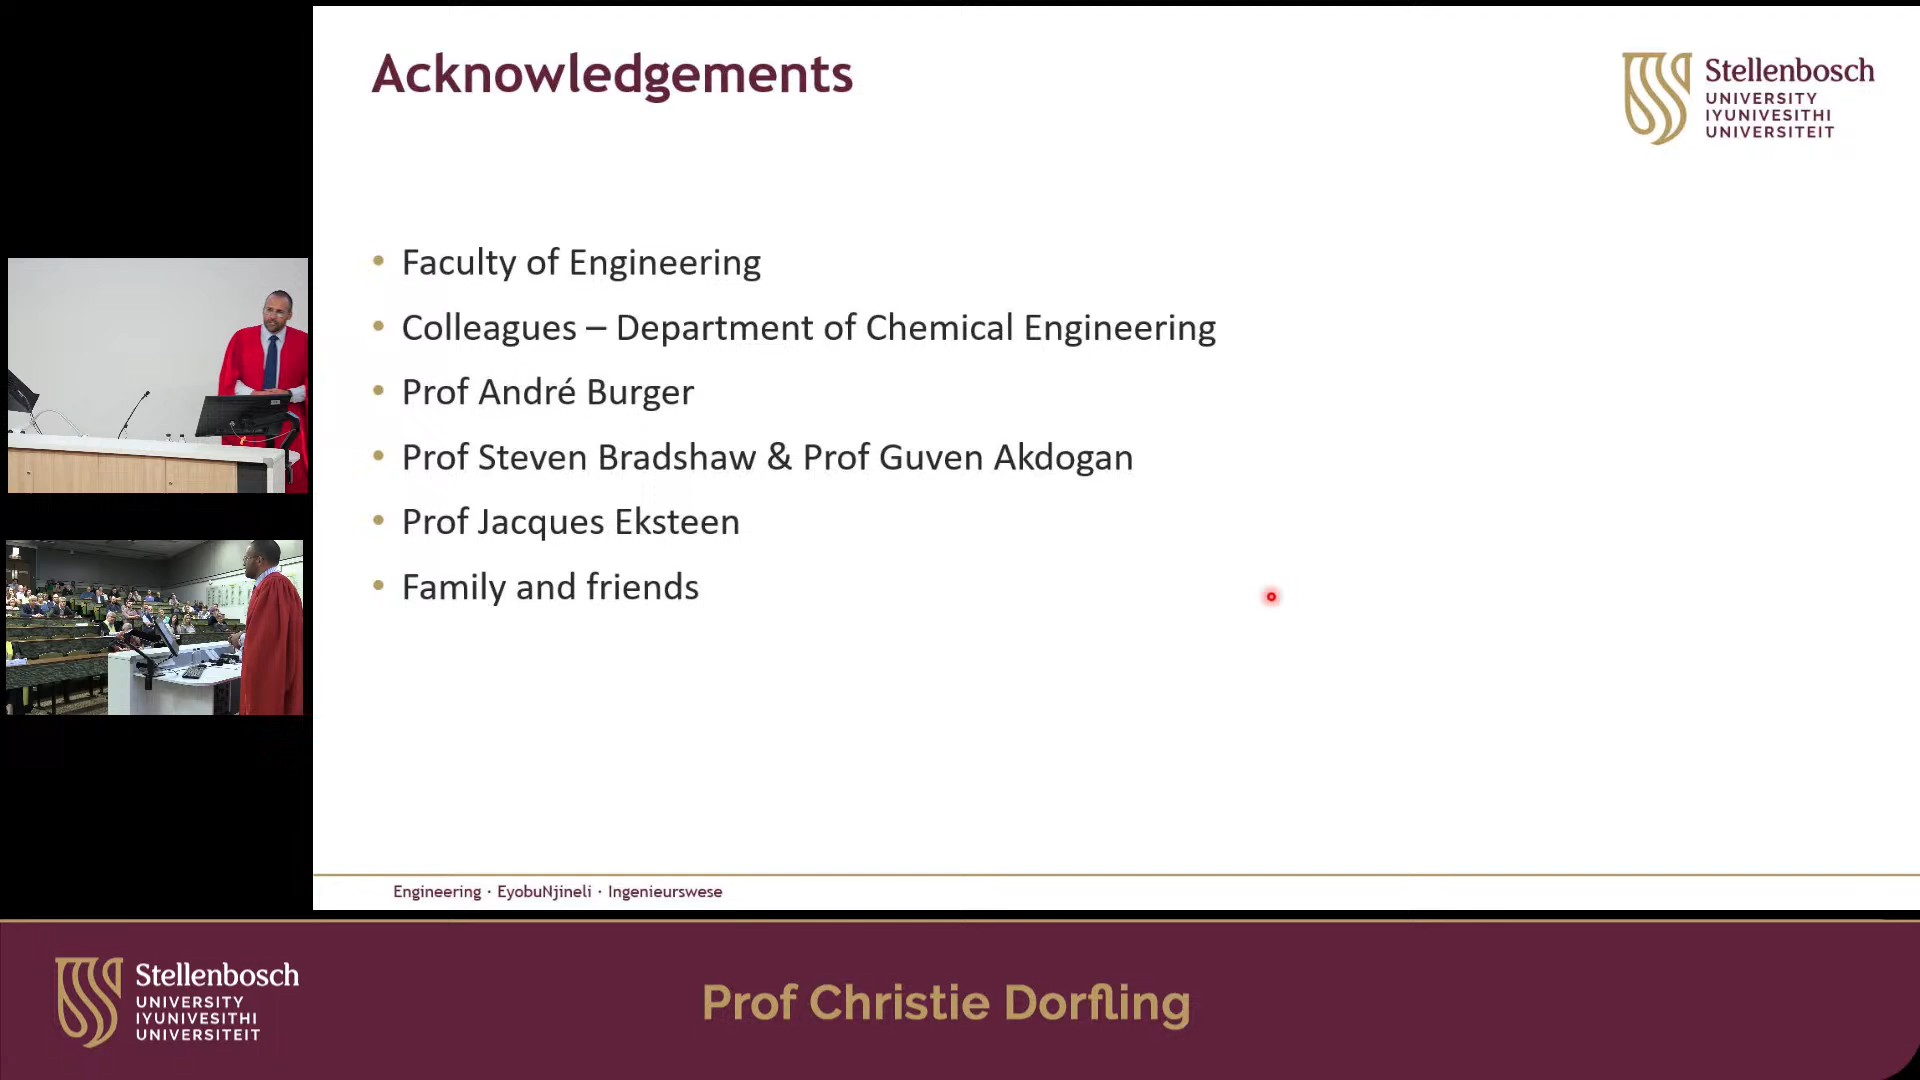 Acknowledgements
Stellenbosch
UNIVERSITY
IYUNIVESITHI
UNIVERSITEIT
• Faculty of Engineering
• Colleagues – Department of Chemical Engineering
• Prof André Burger
• Prof Steven Bradshaw & Prof Guven Akdogan
• Prof Jacques Eksteen
• Family and friends
Engineering · EyobuNjineli · Ingenieurswese
Stellenbosch
UNIVERSITY
IYUNIVESITHI
UNIVERSITEIT
Prof Christie Dorfling